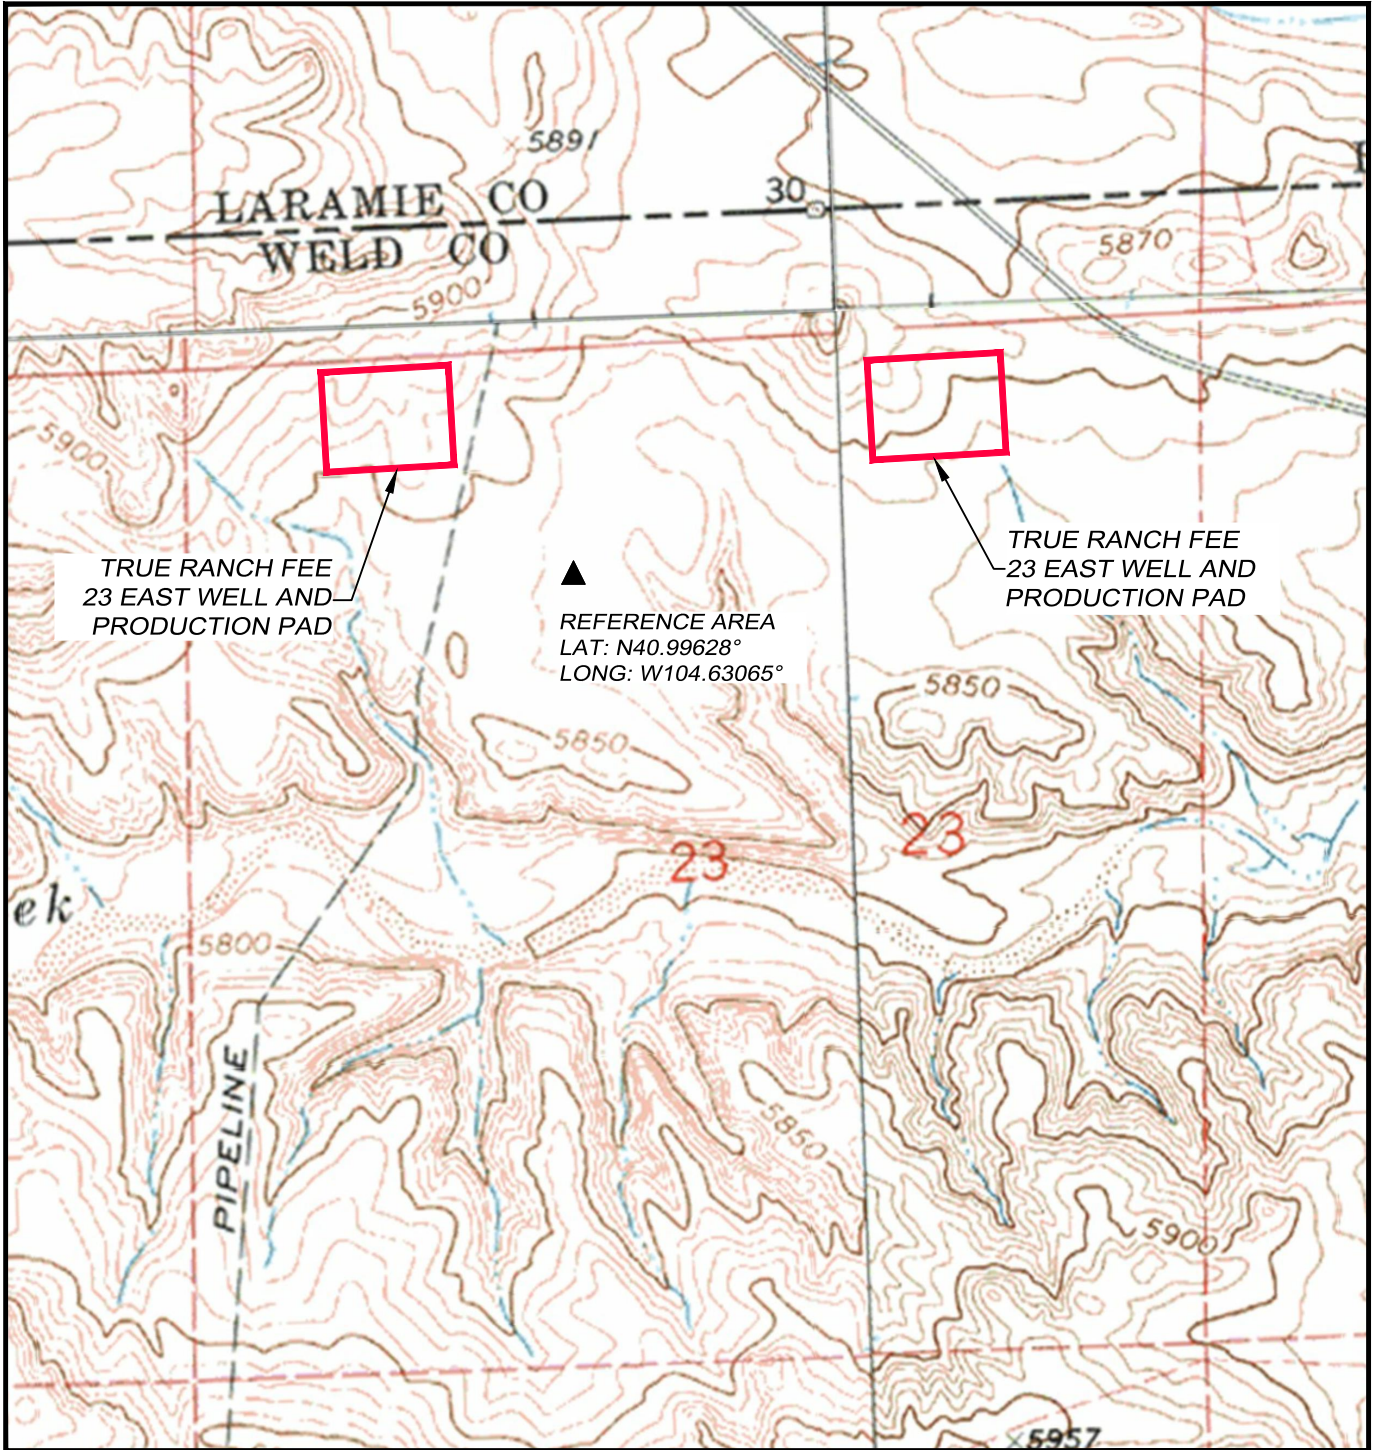 5891
LARAMIE CO
30
WELD CO
5870
5900
5900
TRUE RANCH FEE
23 EAST WELL AND
PRODUCTION PAD
TRUE RANCH FEE
23 EAST WELL AND
PRODUCTION PAD
REFERENCE AREA
LAT: N40.99628°
LONG: W104.63065°
5850
5850
23
23
ek
5800
PIPELINE
5850
5900
5957